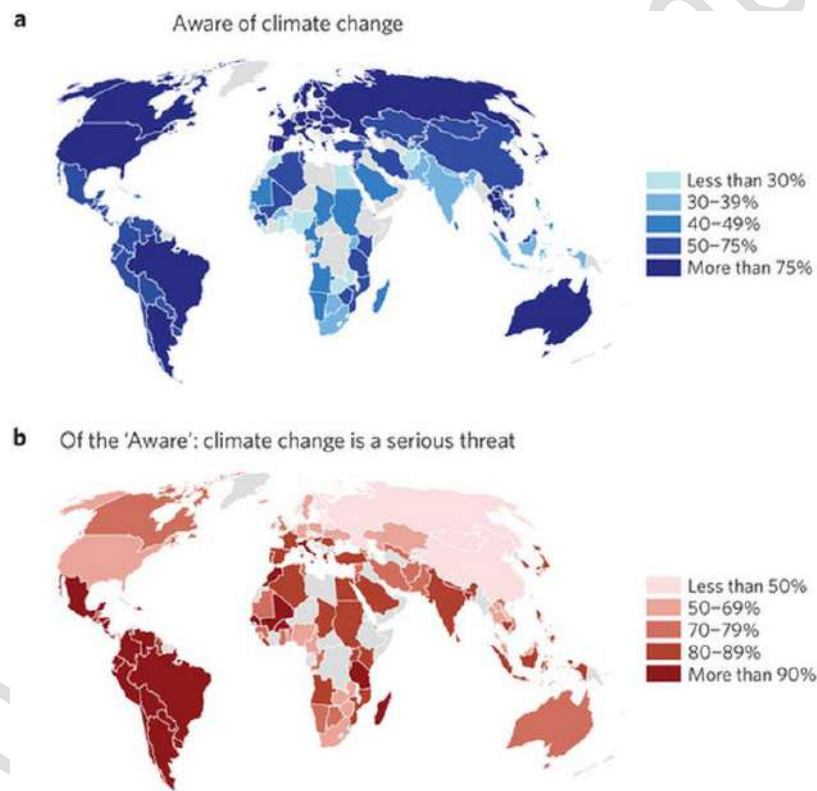 a
Aware of climate change
Less than 30%
30–39%
40–49%
50–75%
More than 75%
b
Of the 'Aware': climate change is a serious threat
Less than 50%
50–69%
70–79%
80–89%
More than 90%